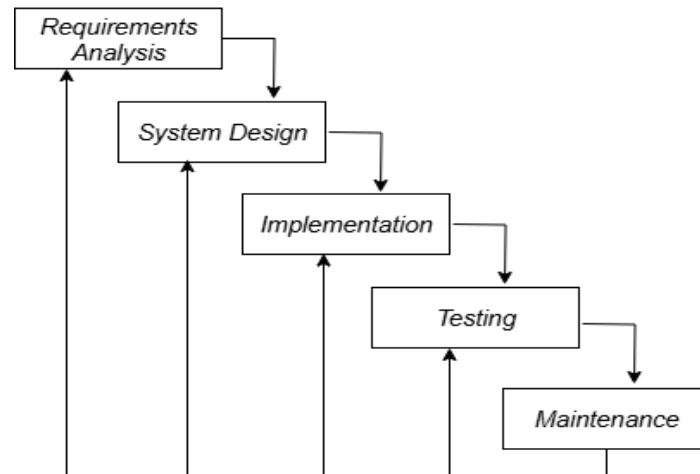 Requirements
Analysis
System Design
Implementation
Testing
Maintenance